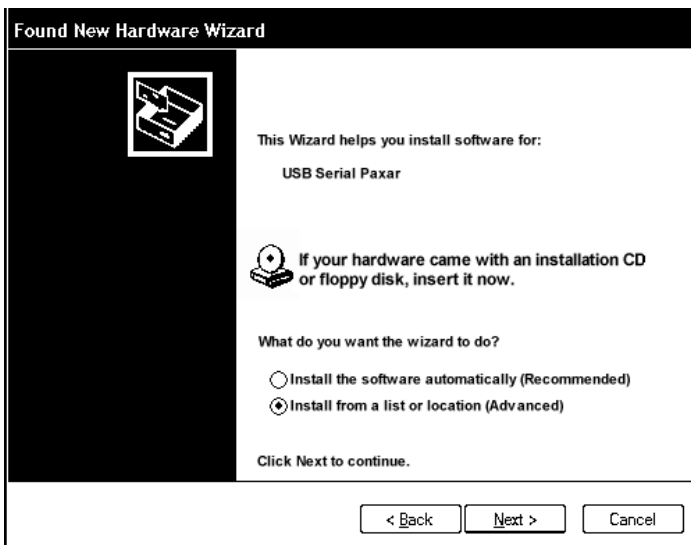 Found New Hardware Wizard
This Wizard helps you install software for:
USB Serial Paxar
If your hardware came with an installation CD
or floppy disk, insert it now.
What do you want the wizard to do?
Install the software automatically (Recommended)
Install from a list or location (Advanced)
Click Next to continue.
< Back Next > Cancel